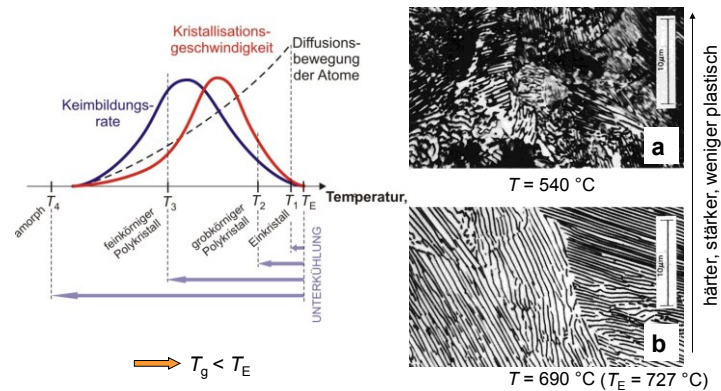 Kristallisations-
geschwindigkeit
Diffusions-
bewegung
der Atome
Keimbildungs-
rate
T4 T3 T2 T1 TE Temperatur,
amorph
feinkörniger
Polykristall
grobkörniger
Polykristall
Einkristall
UNTERKÜHLUNG
Tg < TE
10µm
a
T = 540 °C
10µm
b
T = 690 °C (TE = 727 °C)
härter, stärker, weniger plastisch